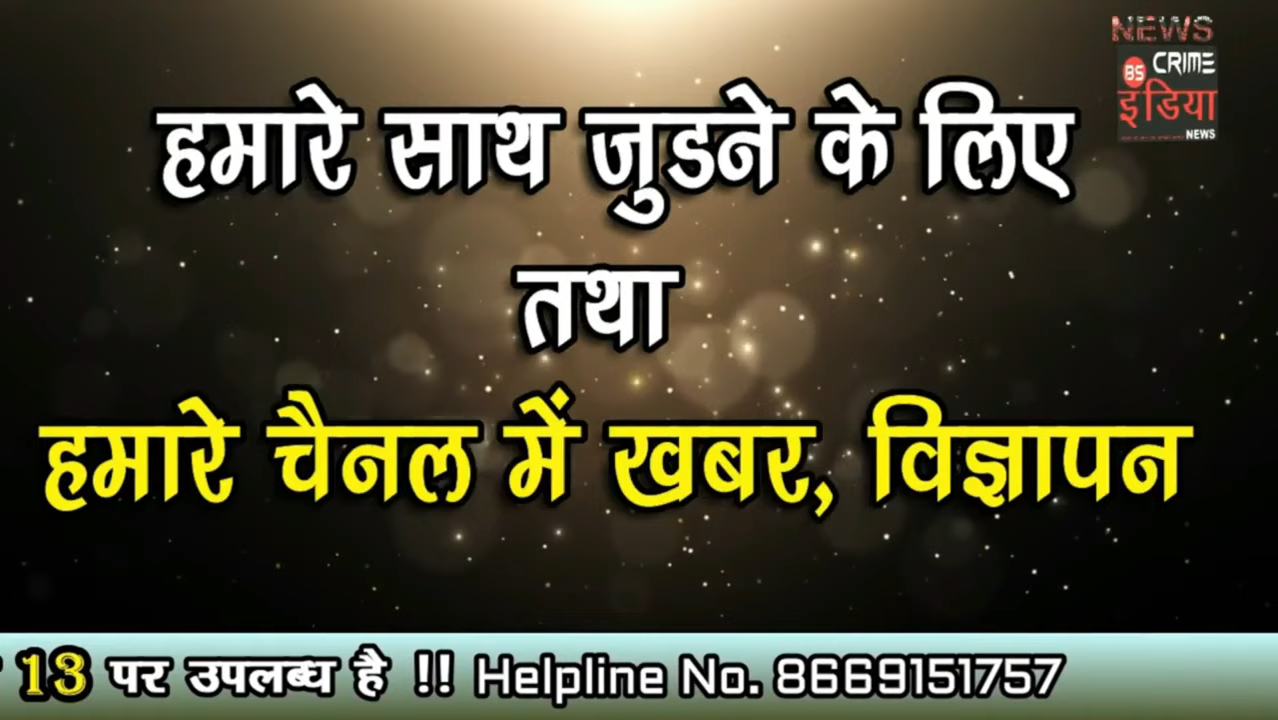 NEWS
BS CRIME
इंडिया
NEWS
हमारे साथ जुडने के लिए
तथा
हमारे चैनल में खबर, विज्ञापन
13 पर उपलब्ध है !! Helpline No. 8669151757